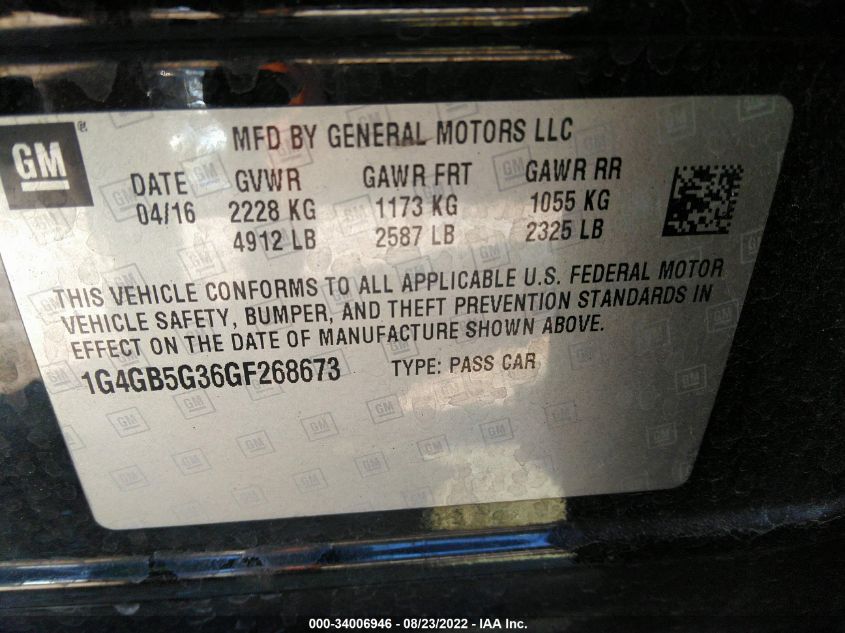 GM ®
MFD BY GENERAL MOTORS LLC
DATE GVWR GAWR FRT GAWR RR
04/16 2228 KG 1173 KG 1055 KG
4912 LB 2587 LB 2325 LB
THIS VEHICLE CONFORMS TO ALL APPLICABLE U.S. FEDERAL MOTOR
VEHICLE SAFETY, BUMPER, AND THEFT PREVENTION STANDARDS IN
EFFECT ON THE DATE OF MANUFACTURE SHOWN ABOVE.
1G4GB5G36GF268673 TYPE: PASS CAR
000-34006946 - 08/23/2022 - IAA Inc.